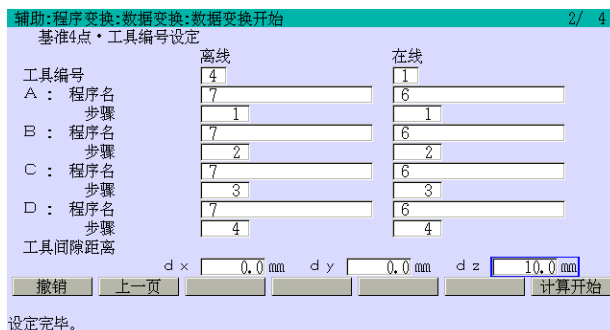 辅助:程序变换:数据变换:数据变换开始 2/ 4
基准4点・工具编号设定
离线 在线
工具编号 4 1
A : 程序名 7 6
步骤 1 1
B : 程序名 7 6
步骤 2 2
C : 程序名 7 6
步骤 3 3
D : 程序名 7 6
步骤 4 4
工具间隙距离
dx 0.0 mm dy 0.0 mm dz 10.0 mm
撤销 上一页 计算开始
设定完毕。